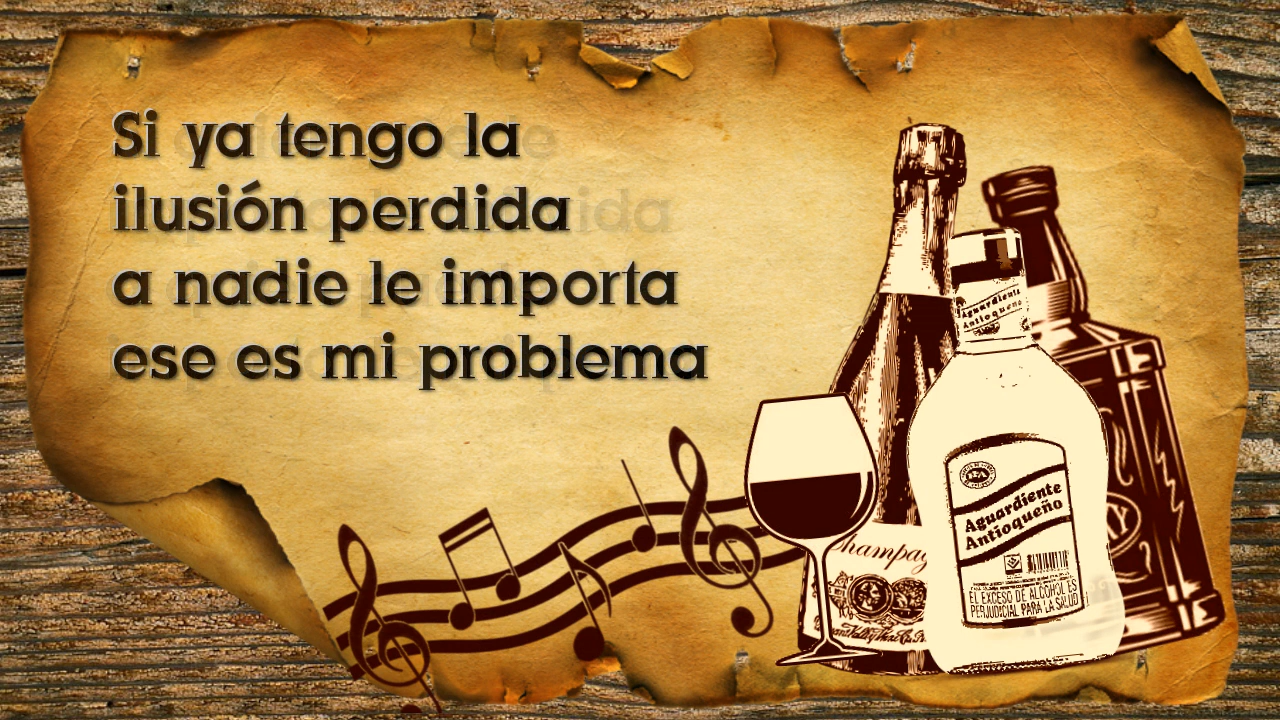 Si ya tengo la
ilusión perdida
a nadie le importa
ese es mi problema
Aguardiente
Antioqueño
Aguardiente
Antioqueño
EL EXCESO DE ALCOHOL ES
PERJUDICIAL PARA LA SALUD